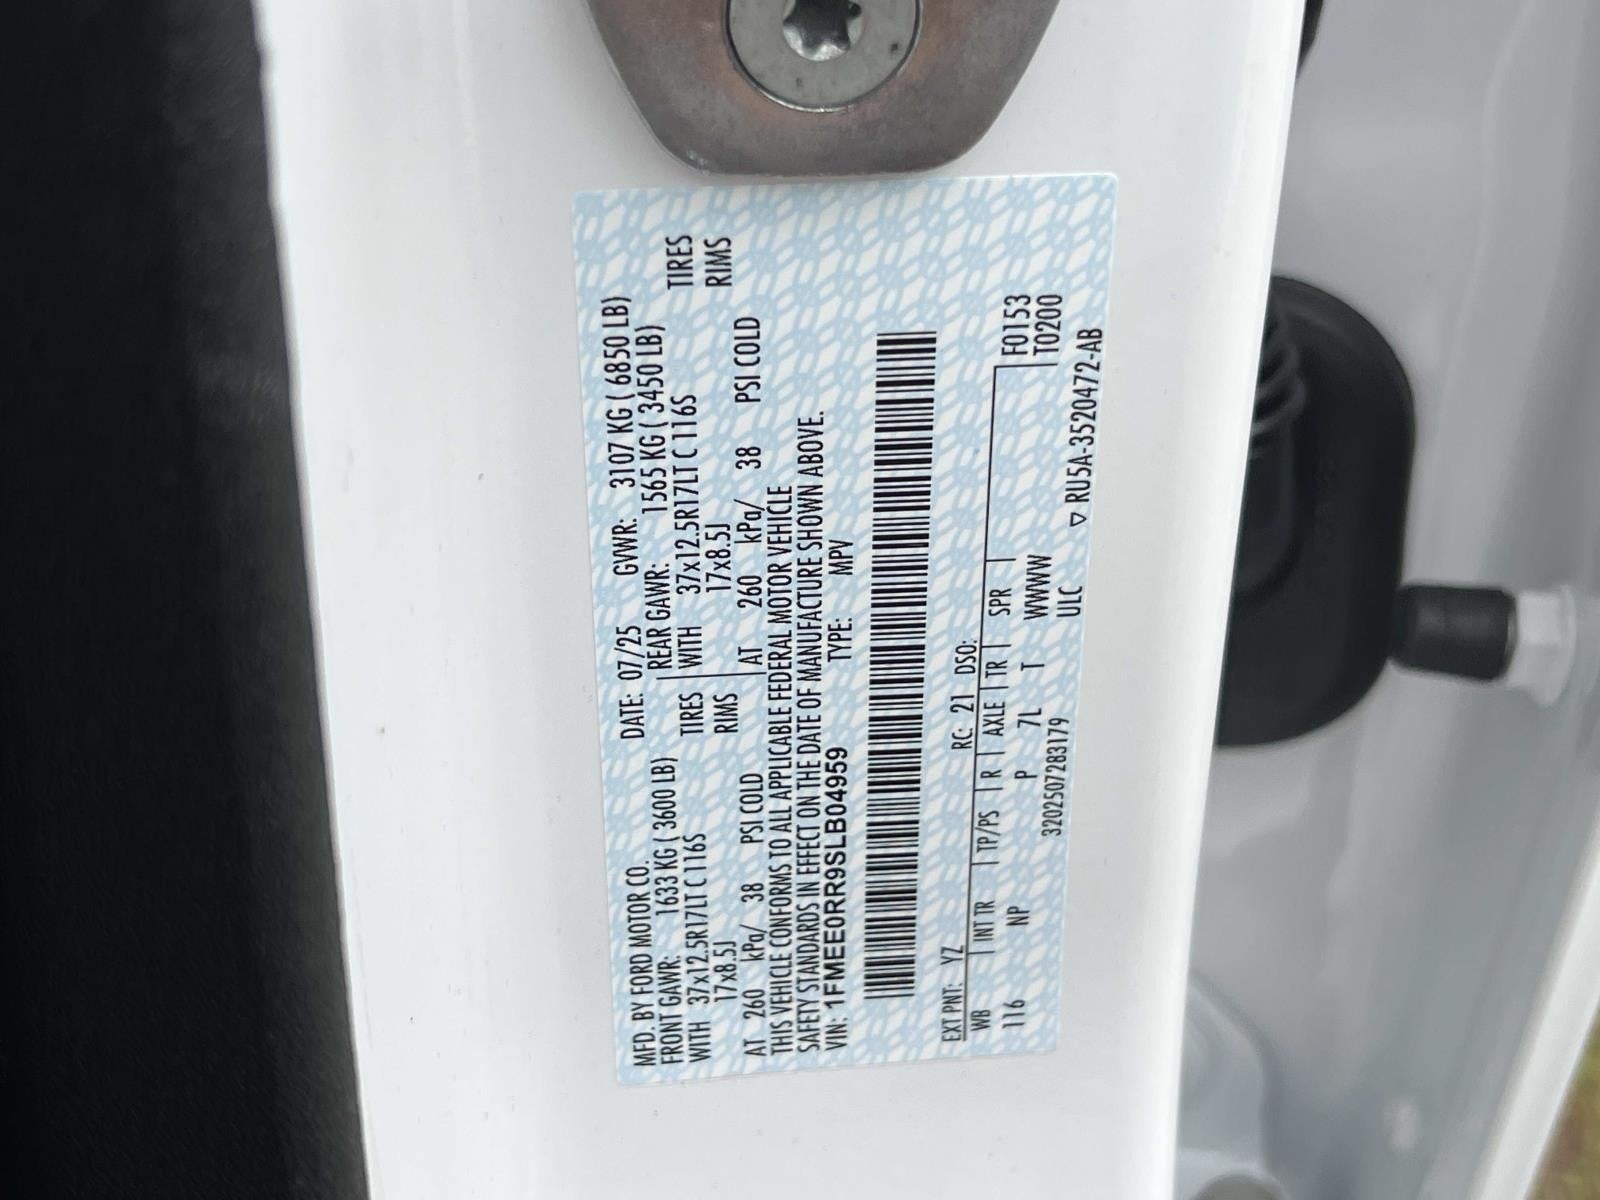 MFD. BY FORD MOTOR CO. DATE: 07/25 GVWR: 3107 KG ( 6850 LB)
FRONT GAWR: 1633 KG ( 3600 LB) REAR GAWR: 1565 KG ( 3450 LB)
WITH 37x12.5R17LT C 116S TIRES WITH 37x12.5R17LT C 116S TIRES
17x8.5J RIMS 17x8.5J RIMS
AT 260 kPa/ 38 PSI COLD AT 260 kPa/ 38 PSI COLD
THIS VEHICLE CONFORMS TO ALL APPLICABLE FEDERAL MOTOR VEHICLE
SAFETY STANDARDS IN EFFECT ON THE DATE OF MANUFACTURE SHOWN ABOVE.
VIN: 1FMEE0RR9SLB04959 TYPE: MPV
EXT PNT: YZ RC: 21 DSO:
WB INT TR TP/PS R AXLE TR SPR F0153
116 NP P 7L T WWWW T0200
3202507283179 ULC ▽ RU5A-3520472-AB